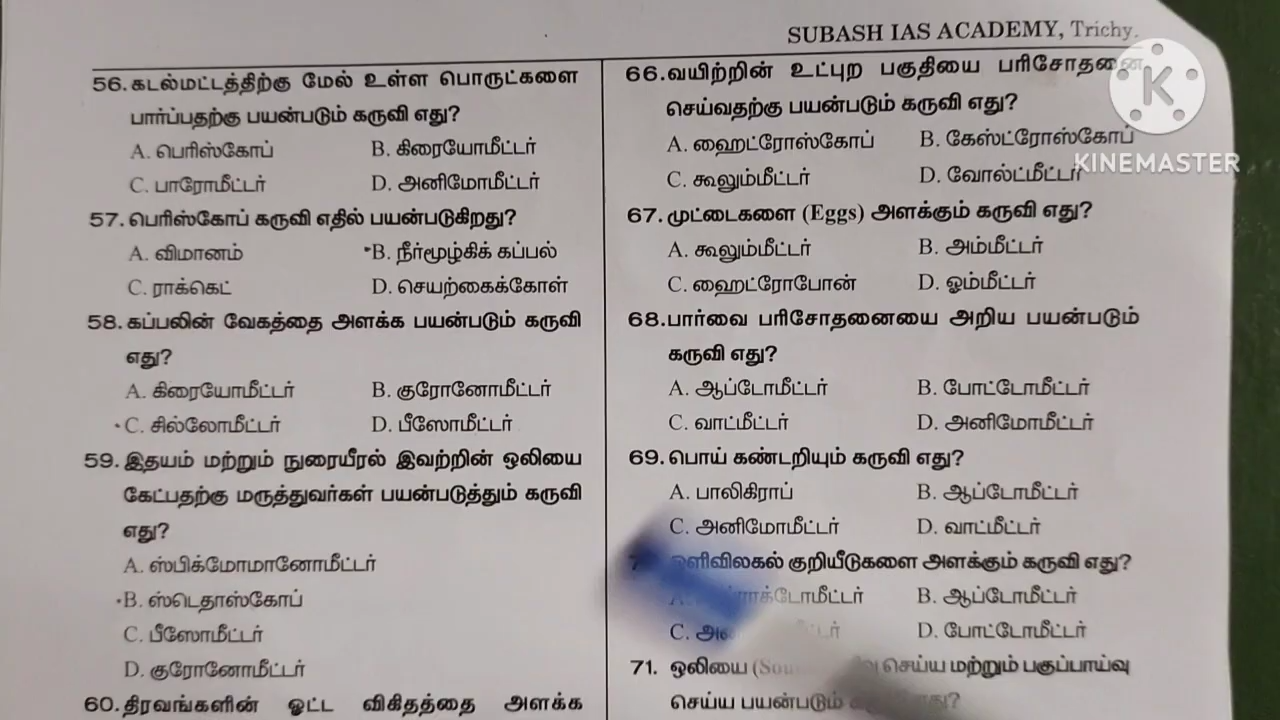 SUBASH IAS ACADEMY, Trichy.
56. கடல்மட்டத்திற்கு மேல் உள்ள பொருட்களை
பார்ப்பதற்கு பயன்படும் கருவி எது?
A. பெரிஸ்கோப் B. கிரையோமீட்டர்
C. பாரோமீட்டர் D. அனிமோமீட்டர்
57. பெரிஸ்கோப் கருவி எதில் பயன்படுகிறது?
A. விமானம் B. நீர்மூழ்கிக் கப்பல்
C. ராக்கெட் D. செயற்கைக்கோள்
58. கப்பலின் வேகத்தை அளக்க பயன்படும் கருவி
எது?
A. கிரையோமீட்டர் B. குரோனோமீட்டர்
C. சில்லோமீட்டர் D. பீஸோமீட்டர்
59. இதயம் மற்றும் நுரையீரல் இவற்றின் ஒலியை
கேட்பதற்கு மருத்துவர்கள் பயன்படுத்தும் கருவி
எது?
A. ஸ்பிக்மோமானோமீட்டர்
B. ஸ்டெதாஸ்கோப்
C. பீஸோமீட்டர்
D. குரோனோமீட்டர்
60. திரவங்களின் ஓட்ட விகிதத்தை அளக்க
66. வயிற்றின் உட்புற பகுதியை பரிசோதனை
செய்வதற்கு பயன்படும் கருவி எது?
A. ஹைட்ரோஸ்கோப் B. கேஸ்ட்ரோஸ்கோப்
C. கூலும்மீட்டர் D. வோல்ட்மீட்டர்
67. முட்டைகளை (Eggs) அளக்கும் கருவி எது?
A. கூலும்மீட்டர் B. அம்மீட்டர்
C. ஹைட்ரோபோன் D. ஓம்மீட்டர்
68. பார்வை பரிசோதனையை அறிய பயன்படும்
கருவி எது?
A. ஆப்டோமீட்டர் B. போட்டோமீட்டர்
C. வாட்மீட்டர் D. அனிமோமீட்டர்
69. பொய் கண்டறியும் கருவி எது?
A. பாலிகிராப் B. ஆப்டோமீட்டர்
C. அனிமோமீட்டர் D. வாட்மீட்டர்
ஒளிவிலகல் குறியீடுகளை அளக்கும் கருவி எது?
B. ஆப்டோமீட்டர்
C. D. போட்டோமீட்டர்
71. ஒலியை செய்ய மற்றும் பகுப்பாய்வு
செய்ய பயன்படும்
K
KINEMASTER